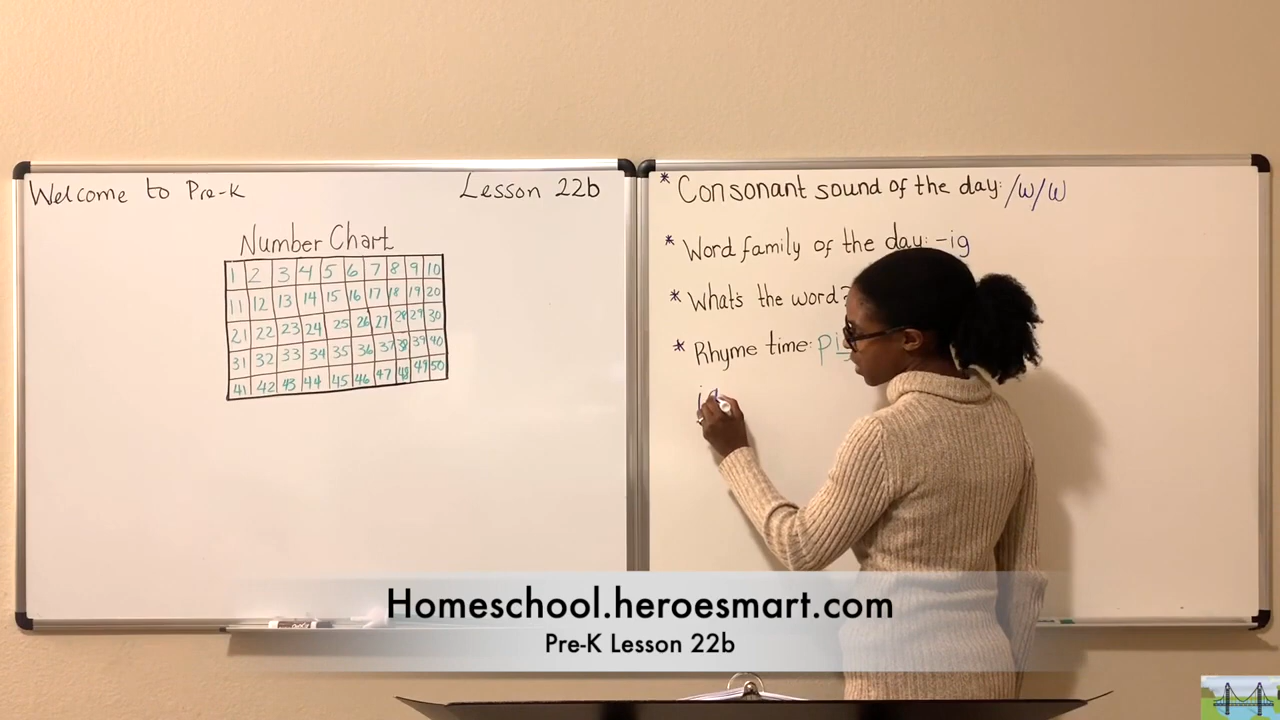 Welcome to Pre-K
Lesson 22b
Number Chart
1 2 3 4 5 6 7 8 9 10
11 12 13 14 15 16 17 18 19 20
21 22 23 24 25 26 27 28 29 30
31 32 33 34 35 36 37 38 39 40
41 42 43 44 45 46 47 48 49 50
* Consonant sound of the day: /w/w
* Word family of the day: -ig
* What's the word?
* Rhyme time:
Homeschool.heroesmart.com
Pre-K Lesson 22b